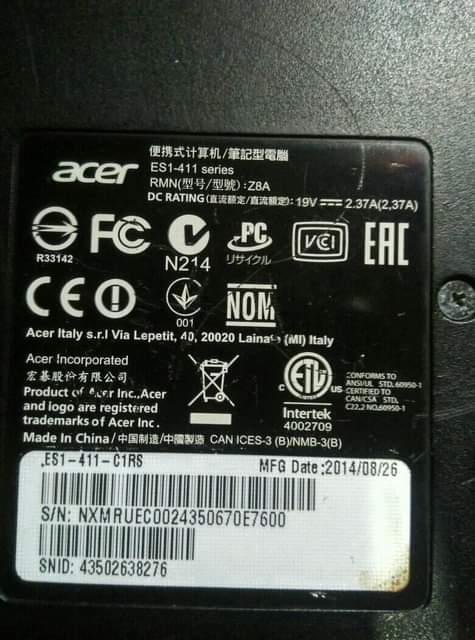 acer
便携式计算机/筆記型電腦
ES1-411 series
RMN(型号/型號):Z8A
DC RATING(直流額定/直流额定): 19V ⎓ 2.37A(2,37A)
R33142
FC
N214
PC
リサイクル
VCI
EAC
CE
001
NOM
Acer Italy s.r.l Via Lepetit, 40, 20020 Lainate (MI) Italy
Acer Incorporated
宏碁股份有限公司
Product of Acer Inc..Acer
and logo are registered
trademarks of Acer Inc .
C ETL US
Intertek
4002709
CONFORMS TO
ANSI/UL STD. 60950-1
CERTIFIED TO
CAN/CSA STD.
C22.2 NO.60950-1
Made In China/中国制造/中國製造 CAN ICES-3 (B)/NMB-3(B)
ES1-411-C1RS
MFG Date:2014/08/26
S/N: NXMRUEC0024350670E7600
SNID: 43502638276